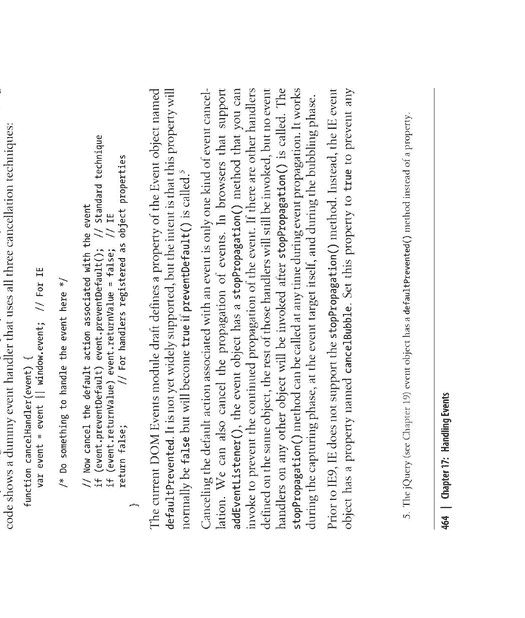 code shows a dummy event handler that uses all three cancellation techniques:
function cancelHandler(event) {
var event = event || window.event; // For IE
/* Do something to handle the event here */
// Now cancel the default action associated with the event
if (event.preventDefault) event.preventDefault(); // Standard technique
if (event.returnValue) event.returnValue = false; // IE
return false; // For handlers registered as object properties
}
The current DOM Events module draft defines a property of the Event object named
defaultPrevented. It is not yet widely supported, but the intent is that this property will
normally be false but will become true if preventDefault() is called.5
Canceling the default action associated with an event is only one kind of event cancel-
lation. We can also cancel the propagation of events. In browsers that support
addEventListener(), the event object has a stopPropagation() method that you can
invoke to prevent the continued propagation of the event. If there are other handlers
defined on the same object, the rest of those handlers will still be invoked, but no event
handlers on any other object will be invoked after stopPropagation() is called. The
stopPropagation() method can be called at any time during event propagation. It works
during the capturing phase, at the event target itself, and during the bubbling phase.
Prior to IE9, IE does not support the stopPropagation() method. Instead, the IE event
object has a property named cancelBubble. Set this property to true to prevent any
5. The jQuery (see Chapter 19) event object has a defaultPrevented() method instead of a property.
464 | Chapter 17: Handling Events